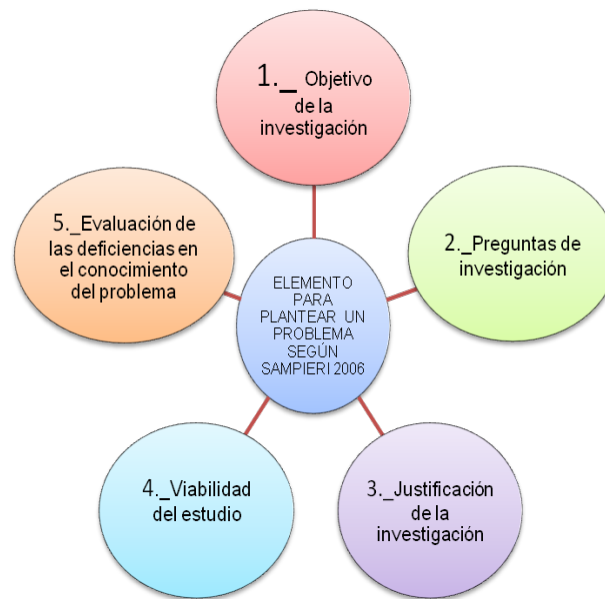 1._ Objetivo
de la
investigación
2._Preguntas de
investigación
3._Justificación
de la
investigación
4._Viabilidad
del estudio
5._Evaluación de
las deficiencias en
el conocimiento
del problema
ELEMENTO
PARA
PLANTEAR UN
PROBLEMA
SEGÚN
SAMPIERI 2006